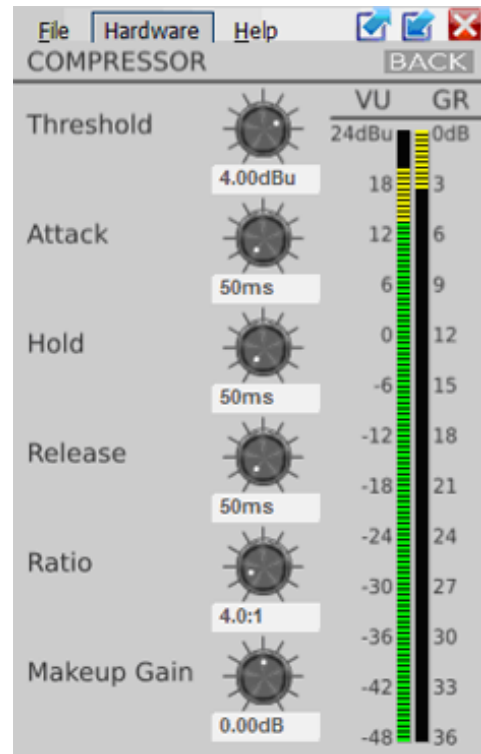 File Hardware Help
COMPRESSOR BACK
VU GR
Threshold
24dBu 0dB
4.00dBu
18 3
Attack
12 6
50ms
6 9
Hold
0 12
50ms
-6 15
Release
-12 18
50ms
-18 21
Ratio
-24 24
4.0:1
-30 27
Makeup Gain
-36 30
0.00dB
-42 33
-48 36